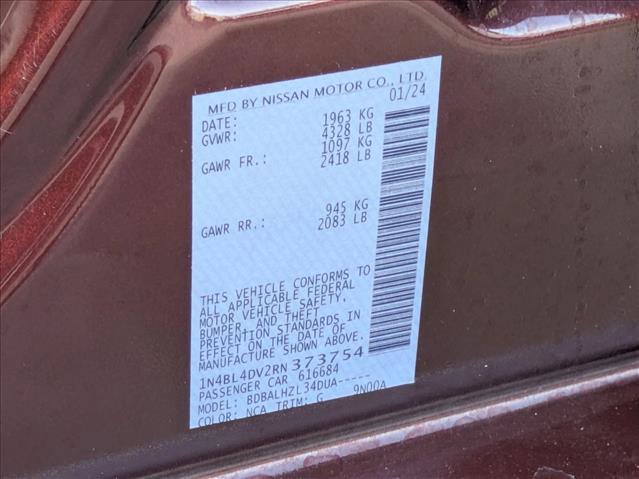 MFD BY NISSAN MOTOR CO., LTD.
DATE: 01/24
GVWR: 1963 KG
4328 LB
GAWR FR.: 1097 KG
2418 LB
GAWR RR.: 945 KG
2083 LB
THIS VEHICLE CONFORMS TO
ALL APPLICABLE FEDERAL
MOTOR VEHICLE SAFETY,
BUMPER, AND THEFT
PREVENTION STANDARDS IN
EFFECT ON THE DATE OF
MANUFACTURE SHOWN ABOVE.
1N4BL4DV2RN 373754
PASSENGER CAR 616684
MODEL: BDBALHZL34DUA-----
COLOR: NCA TRIM: G 9N00A